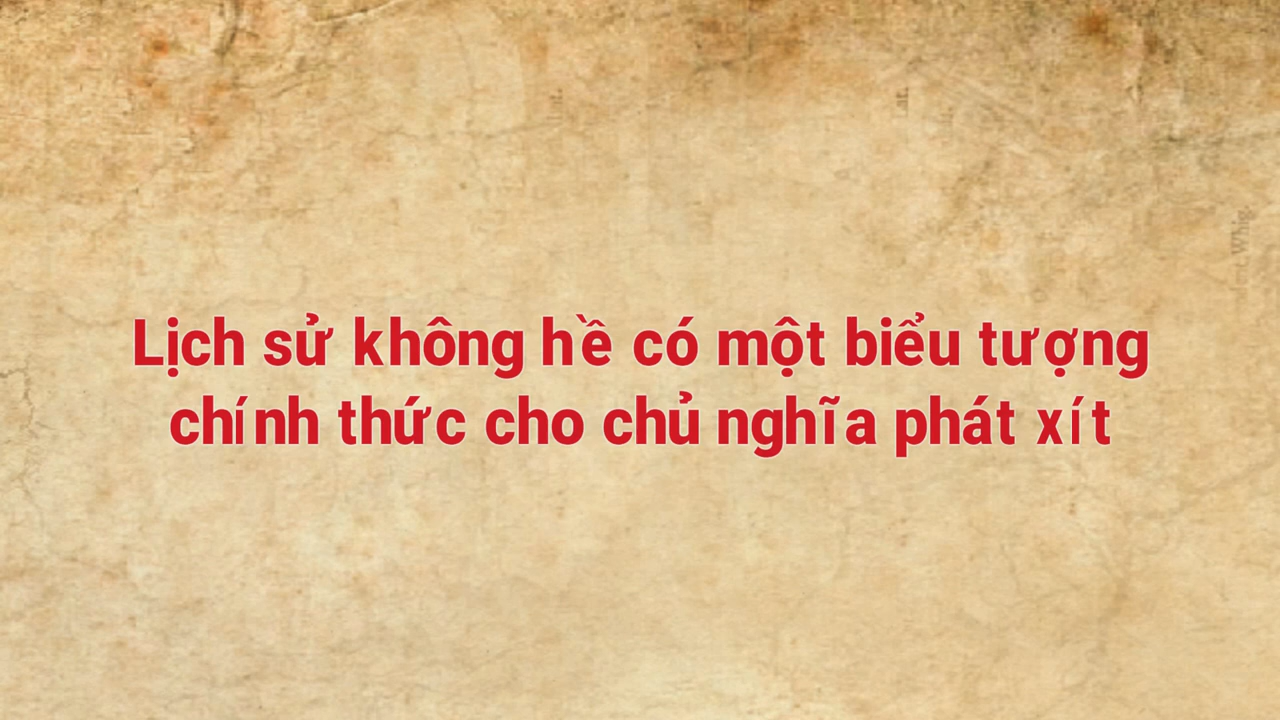 Lịch sử không hề có một biểu tượng
chính thức cho chủ nghĩa phát xít